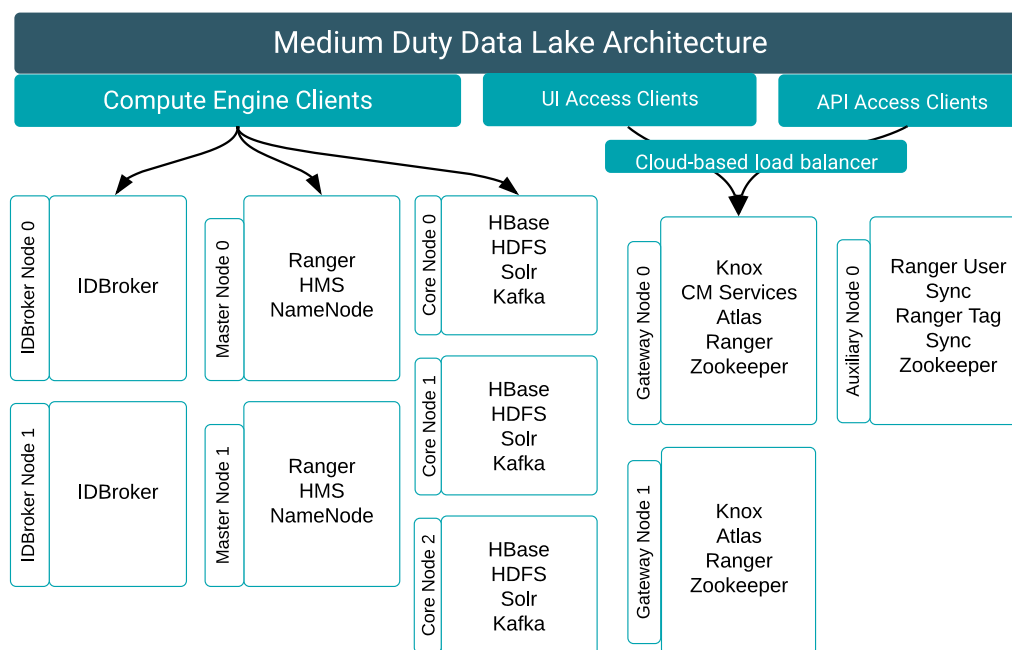 Medium Duty Data Lake Architecture
Compute Engine Clients
UI Access Clients
API Access Clients
Cloud-based load balancer
IDBroker Node 0
IDBroker
Master Node 0
Ranger
HMS
NameNode
Core Node 0
HBase
HDFS
Solr
Kafka
Gateway Node 0
Knox
CM Services
Atlas
Ranger
Zookeeper
Auxiliary Node 0
Ranger User
Sync
Ranger Tag
Sync
Zookeeper
IDBroker Node 1
IDBroker
Master Node 1
Ranger
HMS
NameNode
Core Node 1
HBase
HDFS
Solr
Kafka
Core Node 2
HBase
HDFS
Solr
Kafka
Gateway Node 1
Knox
Atlas
Ranger
Zookeeper